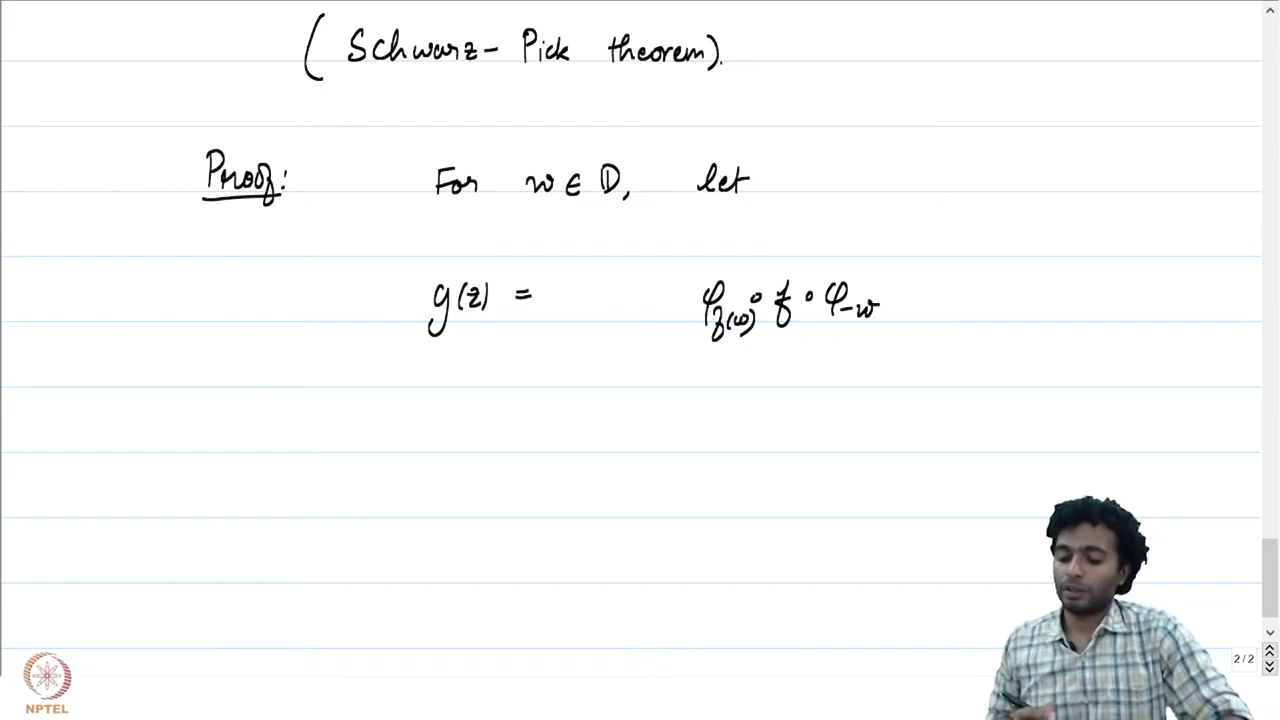 (Schwarz-Pick theorem).
Proof: For w ∈ D, let
g(z) = φ_{f(w)} ∘ f ∘ φ_{-w}
2/2
NPTEL